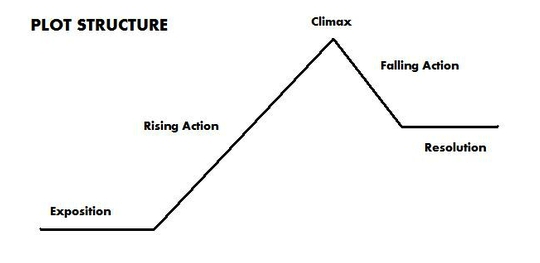 PLOT STRUCTURE
Climax
Falling Action
Rising Action
Resolution
Exposition